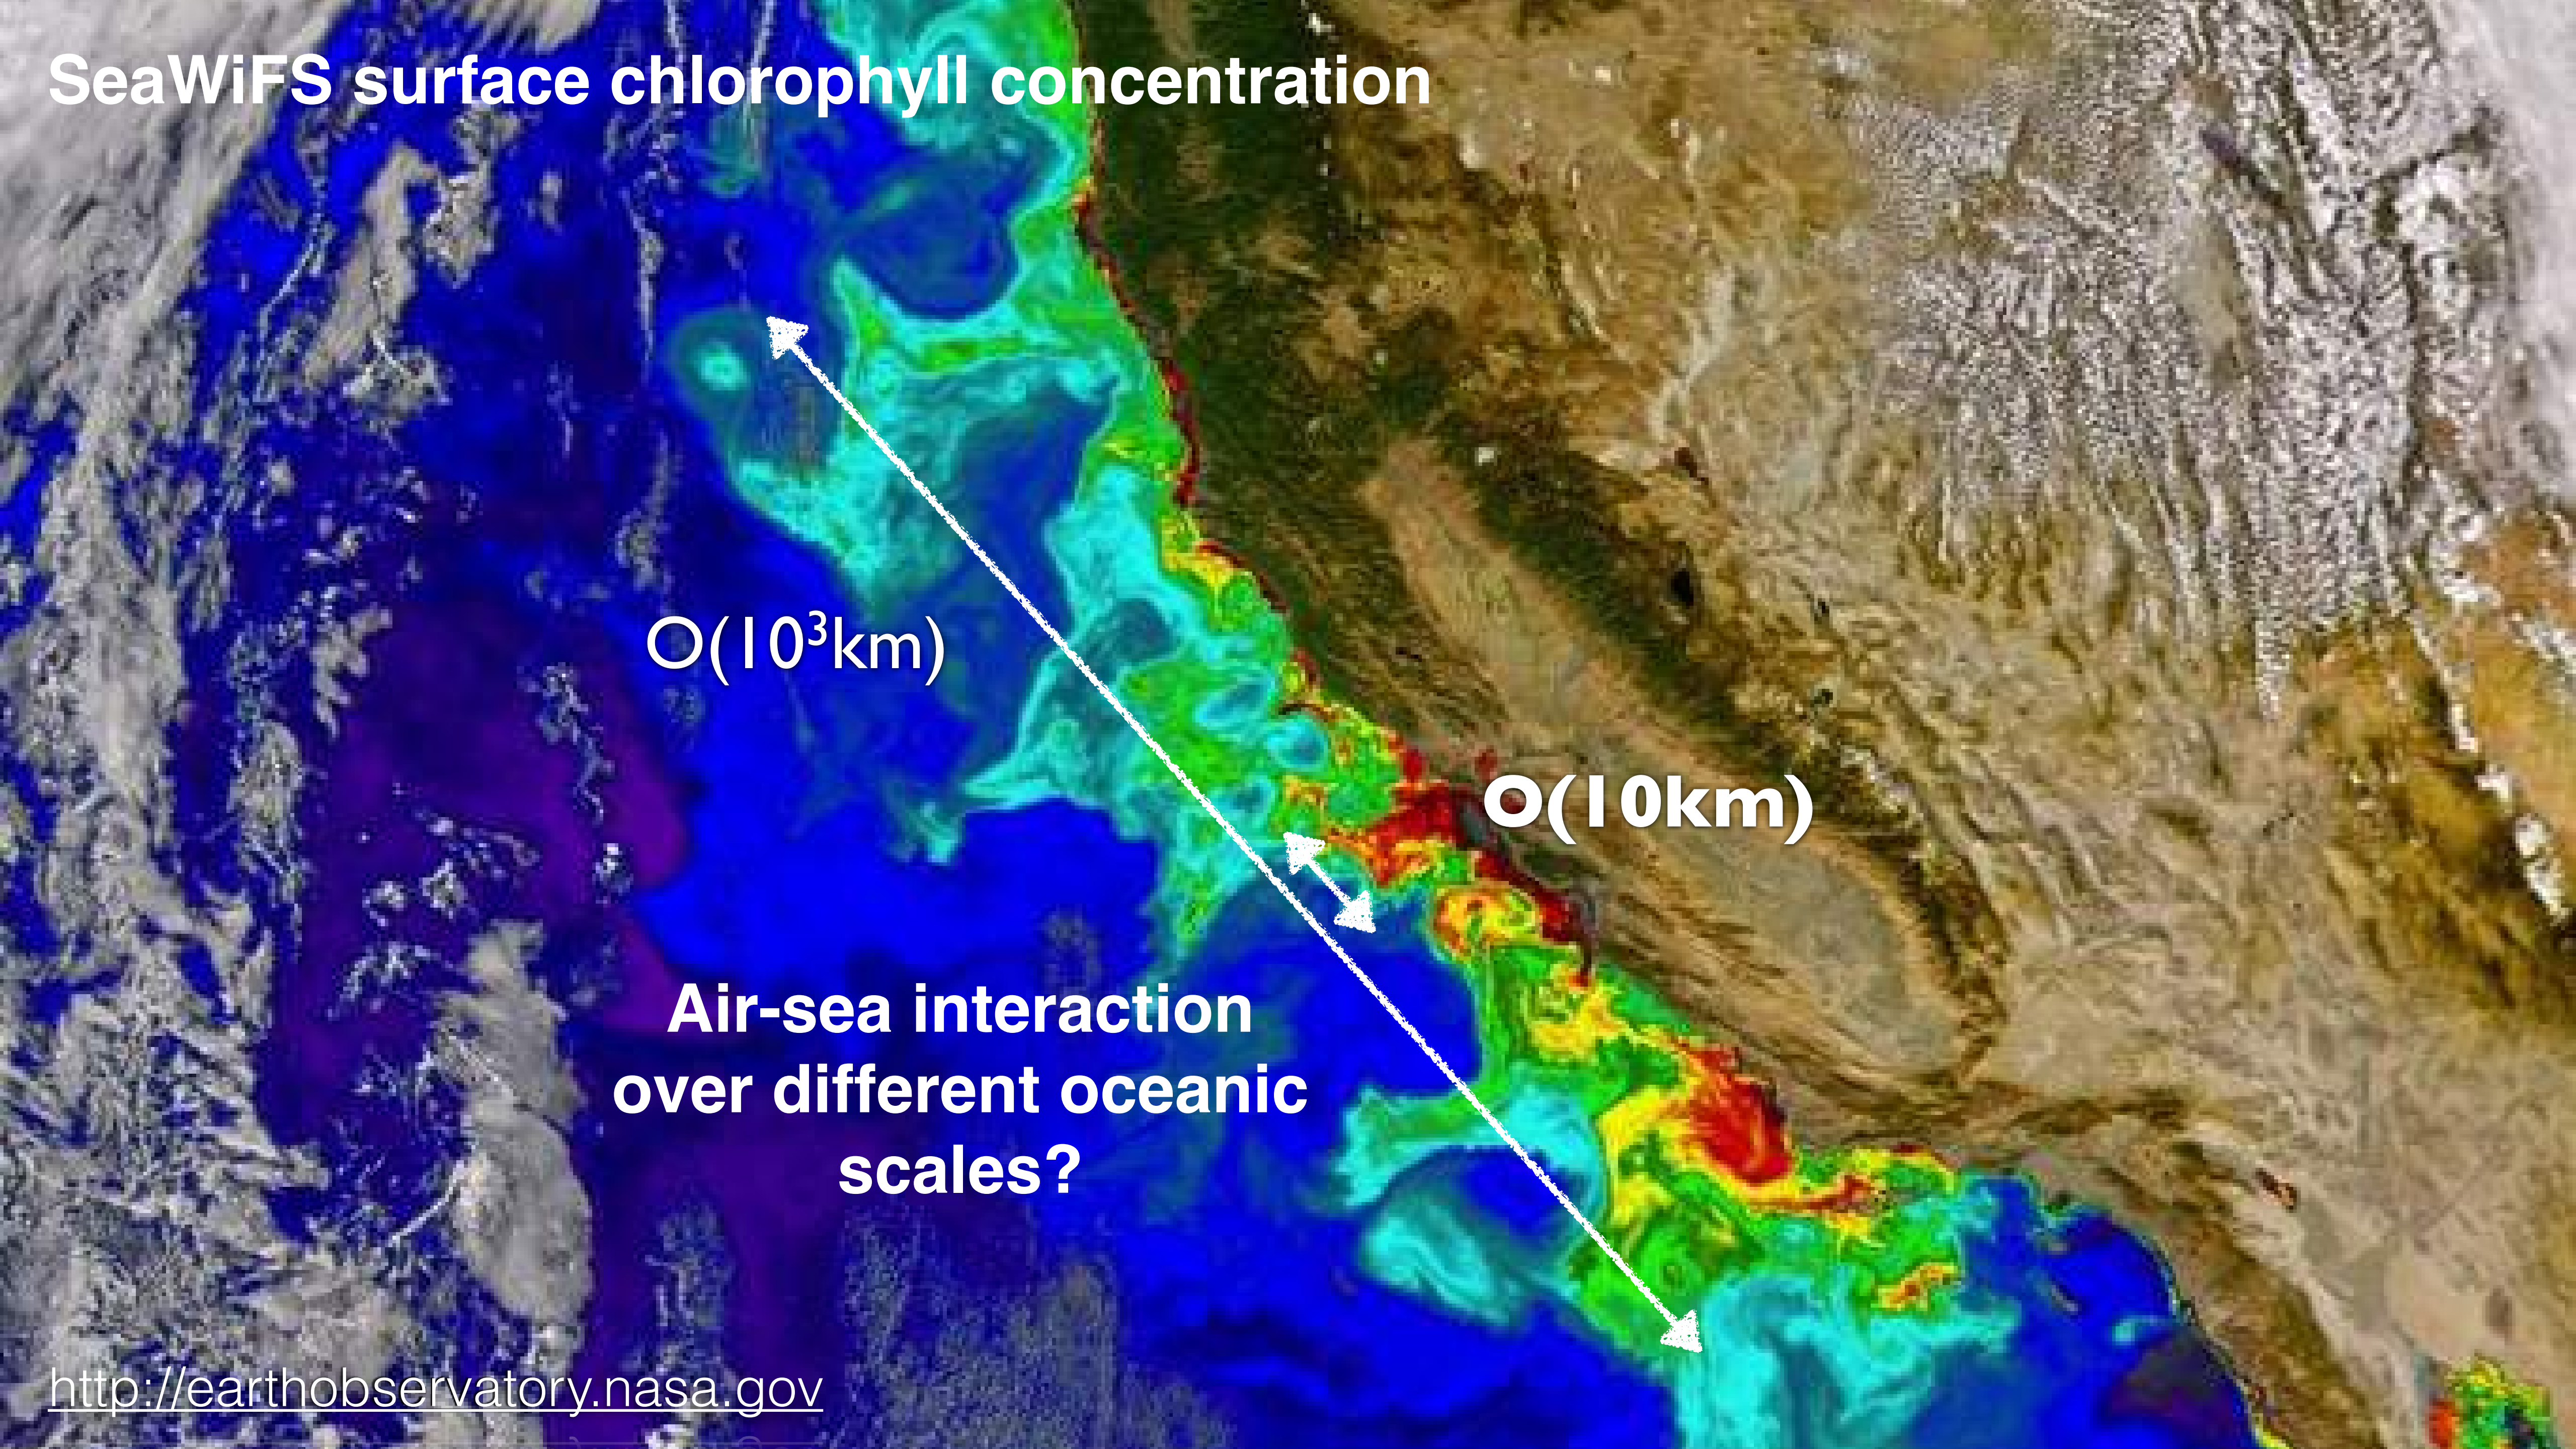 SeaWiFS surface chlorophyll concentration
O(10³km)
O(10km)
Air-sea interaction
over different oceanic
scales?
http://earthobservatory.nasa.gov